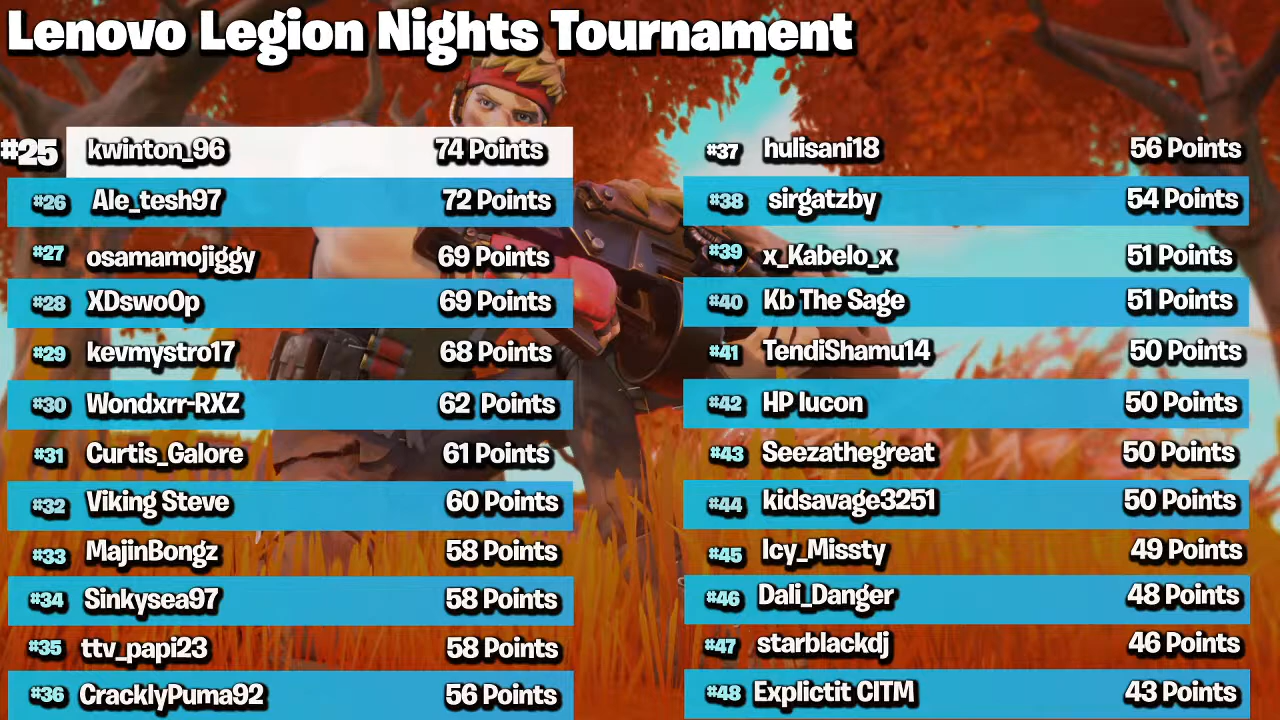 Lenovo Legion Nights Tournament
#25 kwinton_96 74 Points
#26 Ale_tesh97 72 Points
#27 osamamojiggy 69 Points
#28 XDswoOp 69 Points
#29 kevmystro17 68 Points
#30 Wondxrr-RXZ 62 Points
#31 Curtis_Galore 61 Points
#32 Viking Steve 60 Points
#33 MajinBongz 58 Points
#34 Sinkysea97 58 Points
#35 ttv_papi23 58 Points
#36 CracklyPuma92 56 Points
#37 hulisani18 56 Points
#38 sirgatzby 54 Points
#39 x_Kabelo_x 51 Points
#40 Kb The Sage 51 Points
#41 TendiShamu14 50 Points
#42 HP lucon 50 Points
#43 Seezathegreat 50 Points
#44 kidsavage3251 50 Points
#45 Icy_Missty 49 Points
#46 Dali_Danger 48 Points
#47 starblackdj 46 Points
#48 Explictit CITM 43 Points